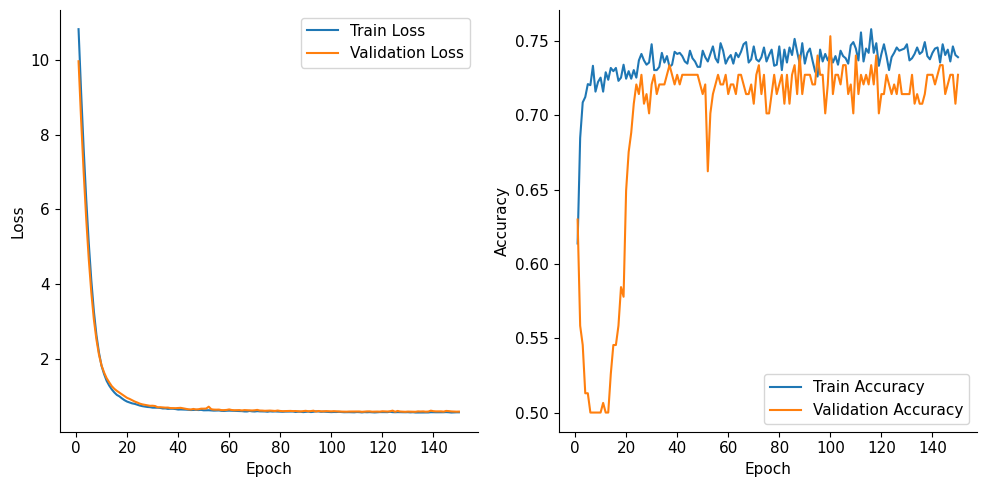 Train Loss
Validation Loss
10
8
6
4
2
0 20 40 60 80 100 120 140
Epoch
Loss
0.75
0.70
0.65
0.60
0.55
0.50
Train Accuracy
Validation Accuracy
0 20 40 60 80 100 120 140
Epoch
Accuracy